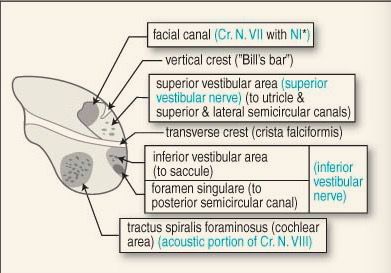 facial canal (Cr. N. VII with NI*)
vertical crest ("Bill's bar")
superior vestibular area (superior
vestibular nerve) (to utricle &
superior & lateral semicircular canals)
transverse crest (crista falciformis)
inferior vestibular area
(to saccule)
foramen singulare (to
posterior semicircular canal)
(inferior
vestibular
nerve)
tractus spiralis foraminosus (cochlear
area) (acoustic portion of Cr. N. VIII)